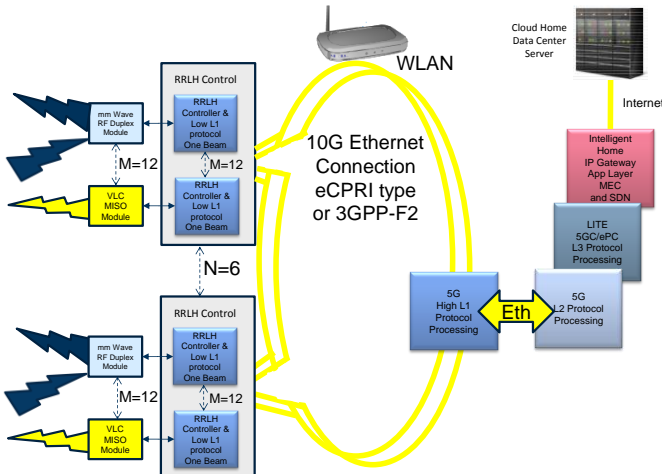 Cloud Home
Data Center
Server
WLAN
Internet
RRLH Control
mm Wave
RF Duplex
Module
RRLH
Controller &
Low L1
protocol
One Beam
M=12
M=12
VLC
MISO
Module
RRLH
Controller &
Low L1
protocol
One Beam
10G Ethernet
Connection
eCPRI type
or 3GPP-F2
Intelligent
Home
IP Gateway
App Layer
MEC
and SDN
LITE
5GC/ePC
L3 Protocol
Processing
N=6
5G
High L1
Protocol
Processing
Eth
5G
L2 Protocol
Processing
RRLH Control
mm Wave
RF Duplex
Module
RRLH
Controller &
Low L1
protocol
One Beam
M=12
M=12
VLC
MISO
Module
RRLH
Controller &
Low L1
protocol
One Beam